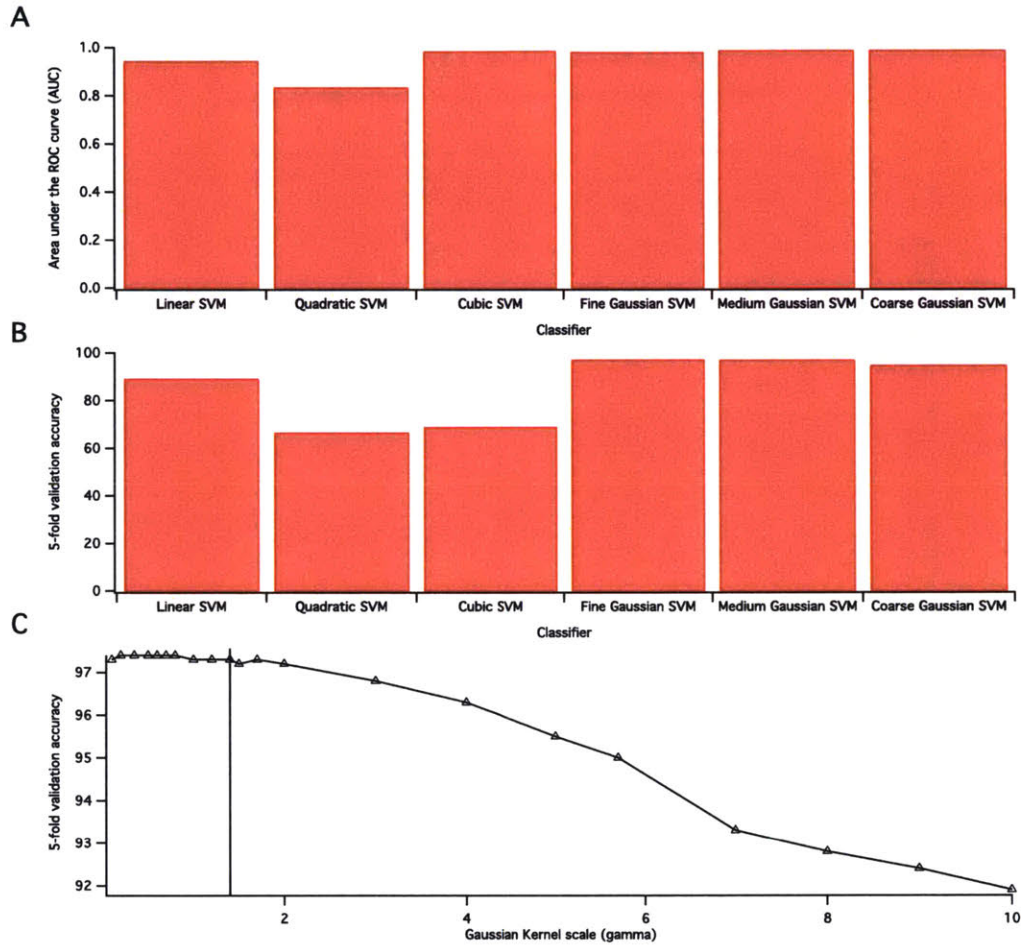 A
Area under the ROC curve (AUC)
1.0
0.8
0.6
0.4
0.2
0.0
Linear SVM
Quadratic SVM
Cubic SVM
Fine Gaussian SVM
Medium Gaussian SVM
Coarse Gaussian SVM
Classifier
B
5-fold validation accuracy
100
80
60
40
20
0
Linear SVM
Quadratic SVM
Cubic SVM
Fine Gaussian SVM
Medium Gaussian SVM
Coarse Gaussian SVM
Classifier
C
5-fold validation accuracy
97
96
95
94
93
92
2
4
6
8
10
Gaussian Kernel scale (gamma)